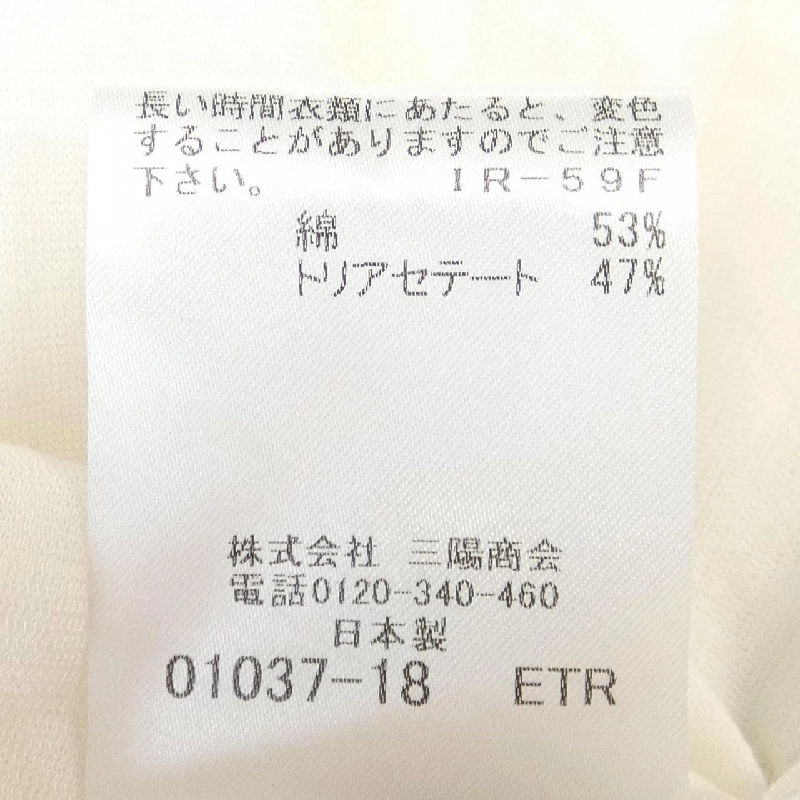 長い時間衣類にあたると、変色
することがありますのでご注意
下さい。 IR-59F
綿 53%
トリアセテート 47%
株式会社 三陽商会
電話0120-340-460
日本製
01037-18 ETR